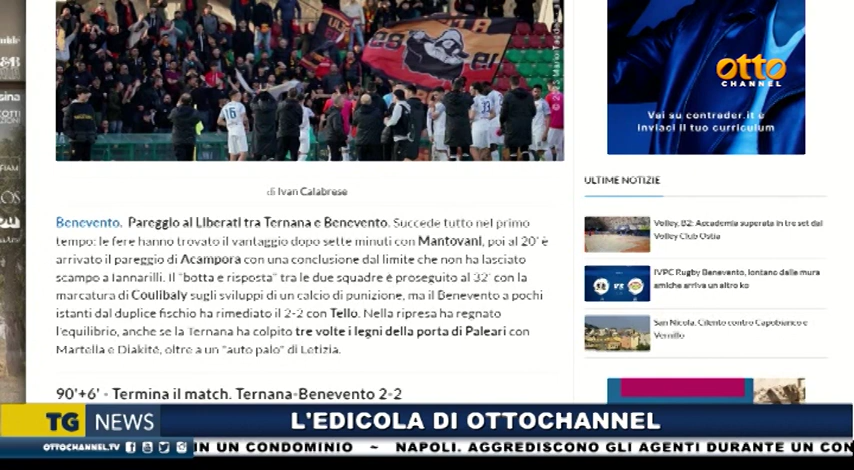 © 2023 Mario Taddeo
otto
CHANNEL
Vai su contrader.it e
inviaci il tuo curriculum
di Ivan Calabrese
Benevento. Pareggio al Liberati tra Ternana e Benevento. Succede tutto nel primo
tempo: le fere hanno trovato il vantaggio dopo sette minuti con Mantovani, poi al 20' è
arrivato il pareggio di Acampora con una conclusione dal limite che non ha lasciato
scampo a Iannarilli. Il "botta e risposta" tra le due squadre è proseguito al 32' con la
marcatura di Coulibaly sugli sviluppi di un calcio di punizione, ma il Benevento a pochi
istanti dal duplice fischio ha rimediato il 2-2 con Tello. Nella ripresa ha regnato
l'equilibrio, anche se la Ternana ha colpito tre volte i legni della porta di Paleari con
Martella e Diakité, oltre a un "auto palo" di Letizia.
90'+6' - Termina il match. Ternana-Benevento 2-2
ULTIME NOTIZIE
Volley, B2: Accademia superata in tre set dal
Volley Club Ostia
IVPC Rugby Benevento, lontano dalle mura
amiche arriva un altro ko
San Nicola, Cilento contro Capobianco e
Vernillo
TG NEWS
L'EDICOLA DI OTTOCHANNEL
OTTOCHANNEL.TV
IN UN CONDOMINIO ~ NAPOLI. AGGREDISCONO GLI AGENTI DURANTE UN CON